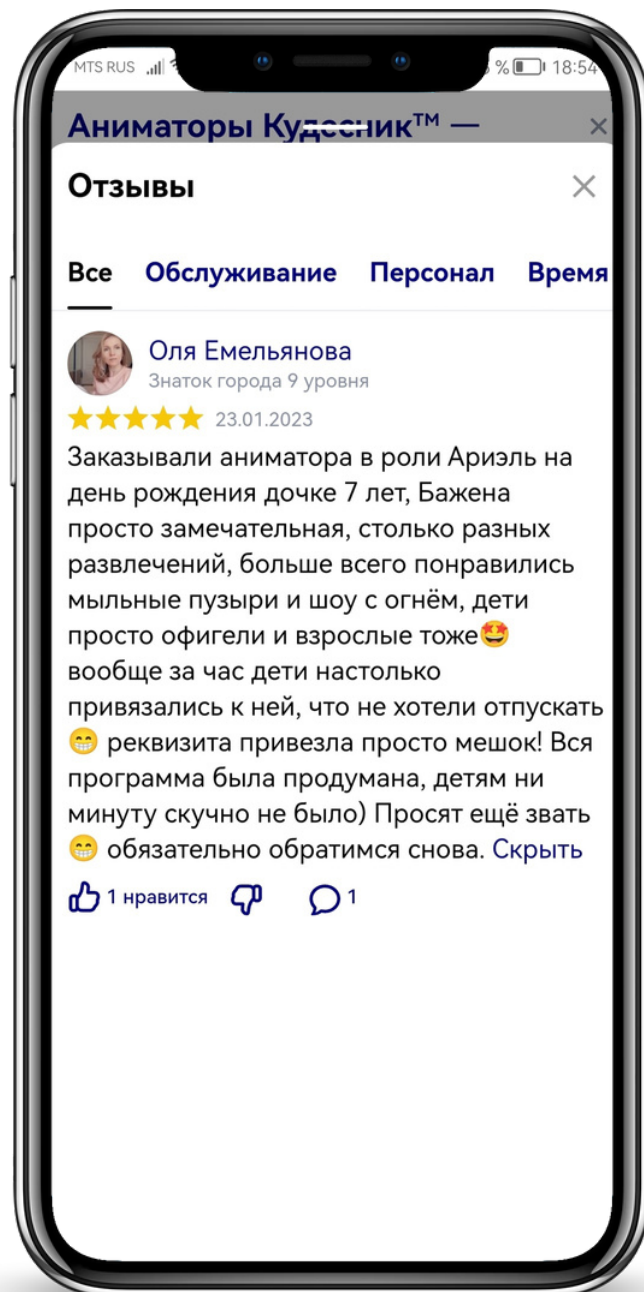 MTS RUS % 18:54
Аниматоры Кудесник™ —
Отзывы
Все Обслуживание Персонал Время
Оля Емельянова
Знаток города 9 уровня
23.01.2023
Заказывали аниматора в роли Ариэль на
день рождения дочке 7 лет, Бажена
просто замечательная, столько разных
развлечений, больше всего понравились
мыльные пузыри и шоу с огнём, дети
просто офигели и взрослые тоже🤩
вообще за час дети настолько
привязались к ней, что не хотели отпускать
😁 реквизита привезла просто мешок! Вся
программа была продумана, детям ни
минуту скучно не было) Просят ещё звать
😁 обязательно обратимся снова. Скрыть
1 нравится 1